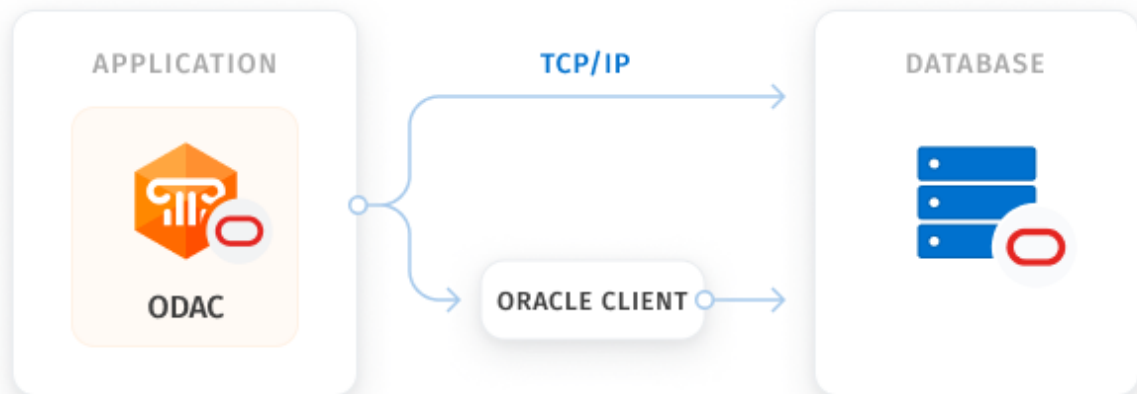 APPLICATION
TCP/IP
DATABASE
ODAC
ORACLE CLIENT